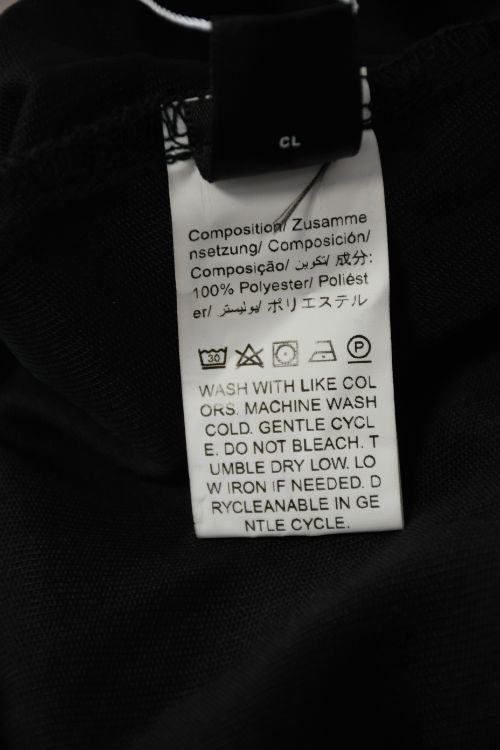 CL
Composition/ Zusamme
nsetzung/ Composición/
Composição/ تكوين/ 成分:
100% Polyester/ Poliést
er/ بوليستر/ ポリエステル
30 P
WASH WITH LIKE COL
ORS. MACHINE WASH
COLD. GENTLE CYCL
E. DO NOT BLEACH. T
UMBLE DRY LOW. LO
W IRON IF NEEDED. D
RYCLEANABLE IN GE
NTLE CYCLE.